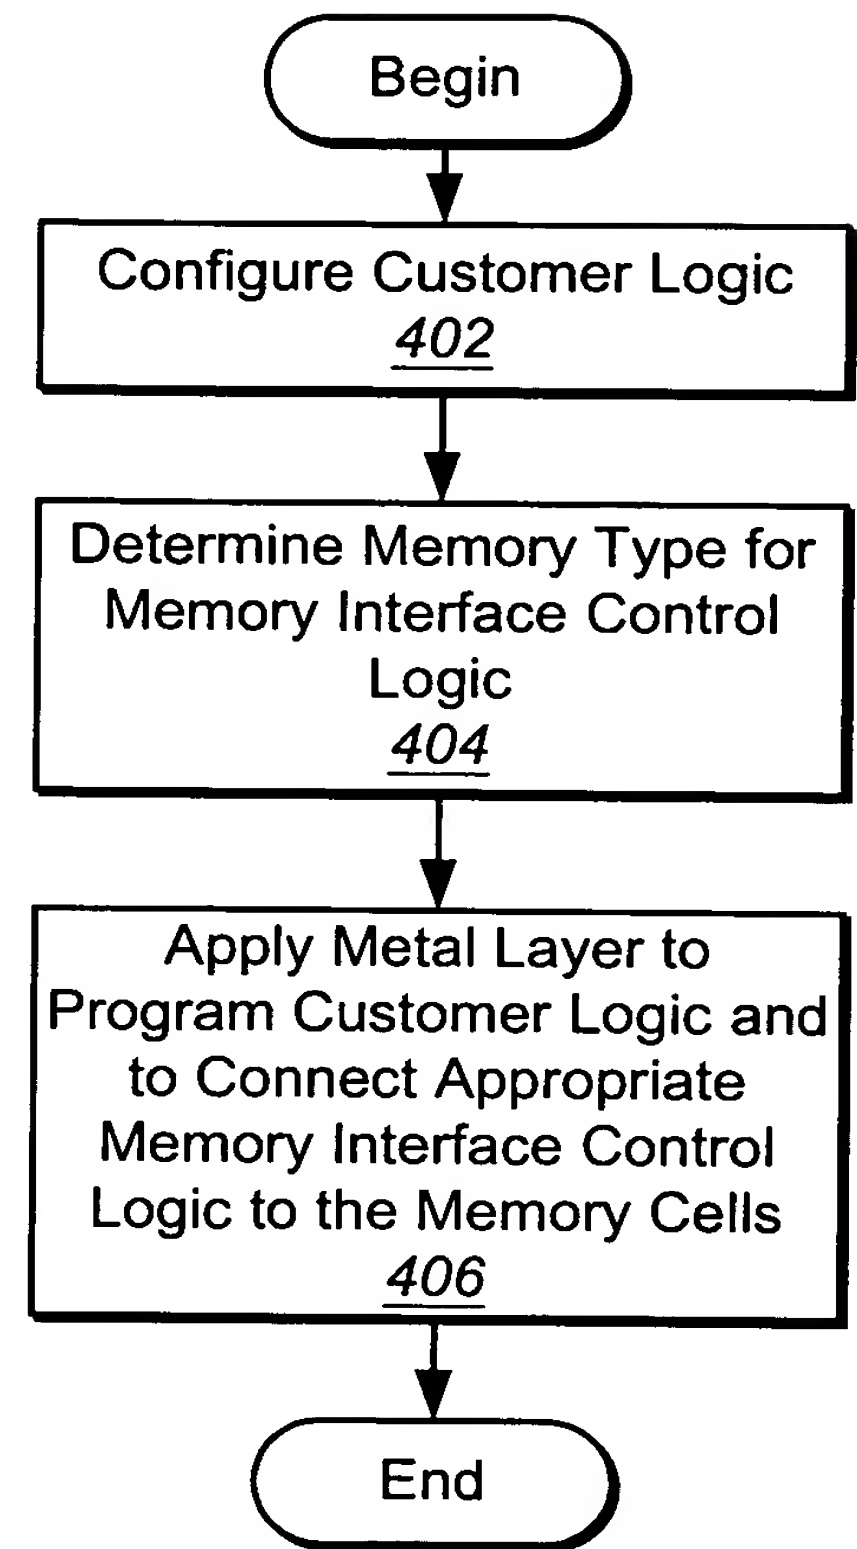 Begin
Configure Customer Logic
402
Determine Memory Type for
Memory Interface Control
Logic
404
Apply Metal Layer to
Program Customer Logic and
to Connect Appropriate
Memory Interface Control
Logic to the Memory Cells
406
End